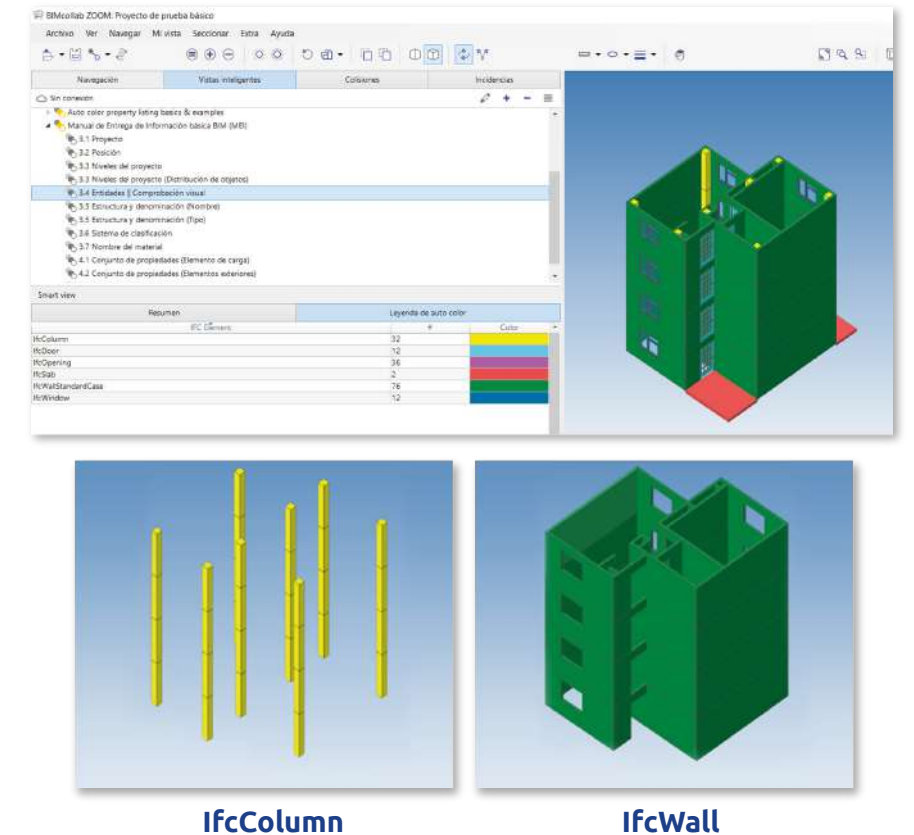 BIMcollab ZOOM: Proyecto de prueba básico
Archivo Ver Navegar Mi vista Seccionar Extra Ayuda
Navegación Vistas inteligentes Colisiones Incidencias
Sin conexión
Auto color property listing basics & examples
Manual de Entrega de Información básica BIM (MEI)
3.1 Proyecto
3.2 Posición
3.3 Niveles del proyecto
3.3 Niveles del proyecto (Distribución de objetos)
3.4 Entidades || Comprobación visual
3.5 Estructura y denominación (Nombre)
3.5 Estructura y denominación (Tipo)
3.6 Sistema de clasificación
3.7 Nombre del material
4.1 Conjunto de propiedades (Elemento de carga)
4.2 Conjunto de propiedades (Elementos exteriores)
Smart view
Resumen Leyenda de auto color
IFC Element # Color
IfcColumn 32
IfcDoor 12
IfcOpening 36
IfcSlab 2
IfcWallStandardCase 76
IfcWindow 12
IfcColumn IfcWall